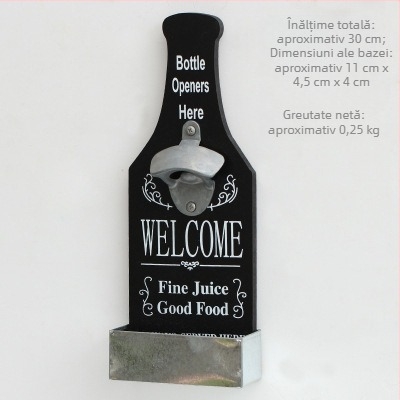 Înălțime totală:
aproximativ 30 cm;
Dimensiuni ale bazei:
aproximativ 11 cm x
4,5 cm x 4 cm
Greutate netă:
aproximativ 0,25 kg
Bottle
Openers
Here
WELCOME
Fine Juice
Good Food